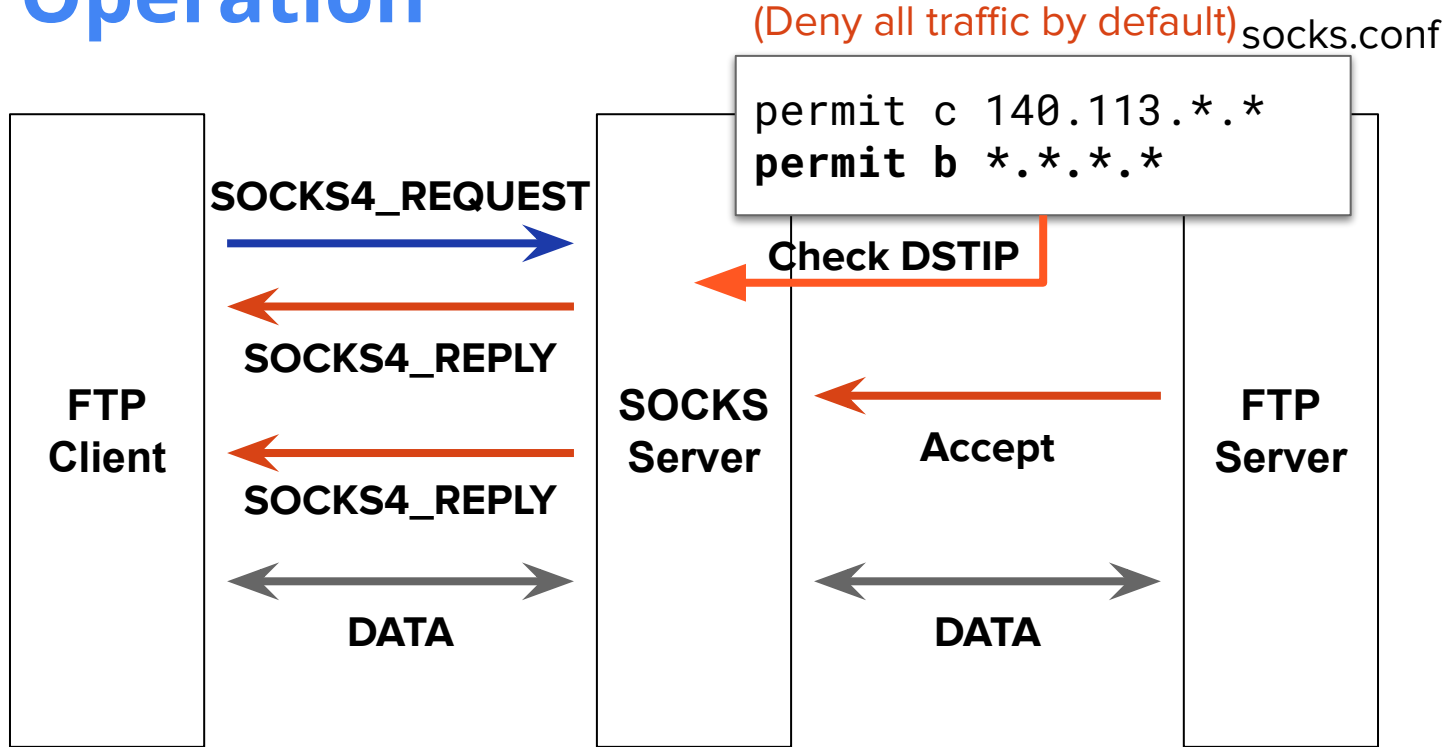 Operation
(Deny all traffic by default)
socks.conf
permit c 140.113.*.*
permit b *.*.*.*
SOCKS4_REQUEST
Check DSTIP
SOCKS4_REPLY
FTP
Client
SOCKS
Server
Accept
FTP
Server
SOCKS4_REPLY
DATA
DATA